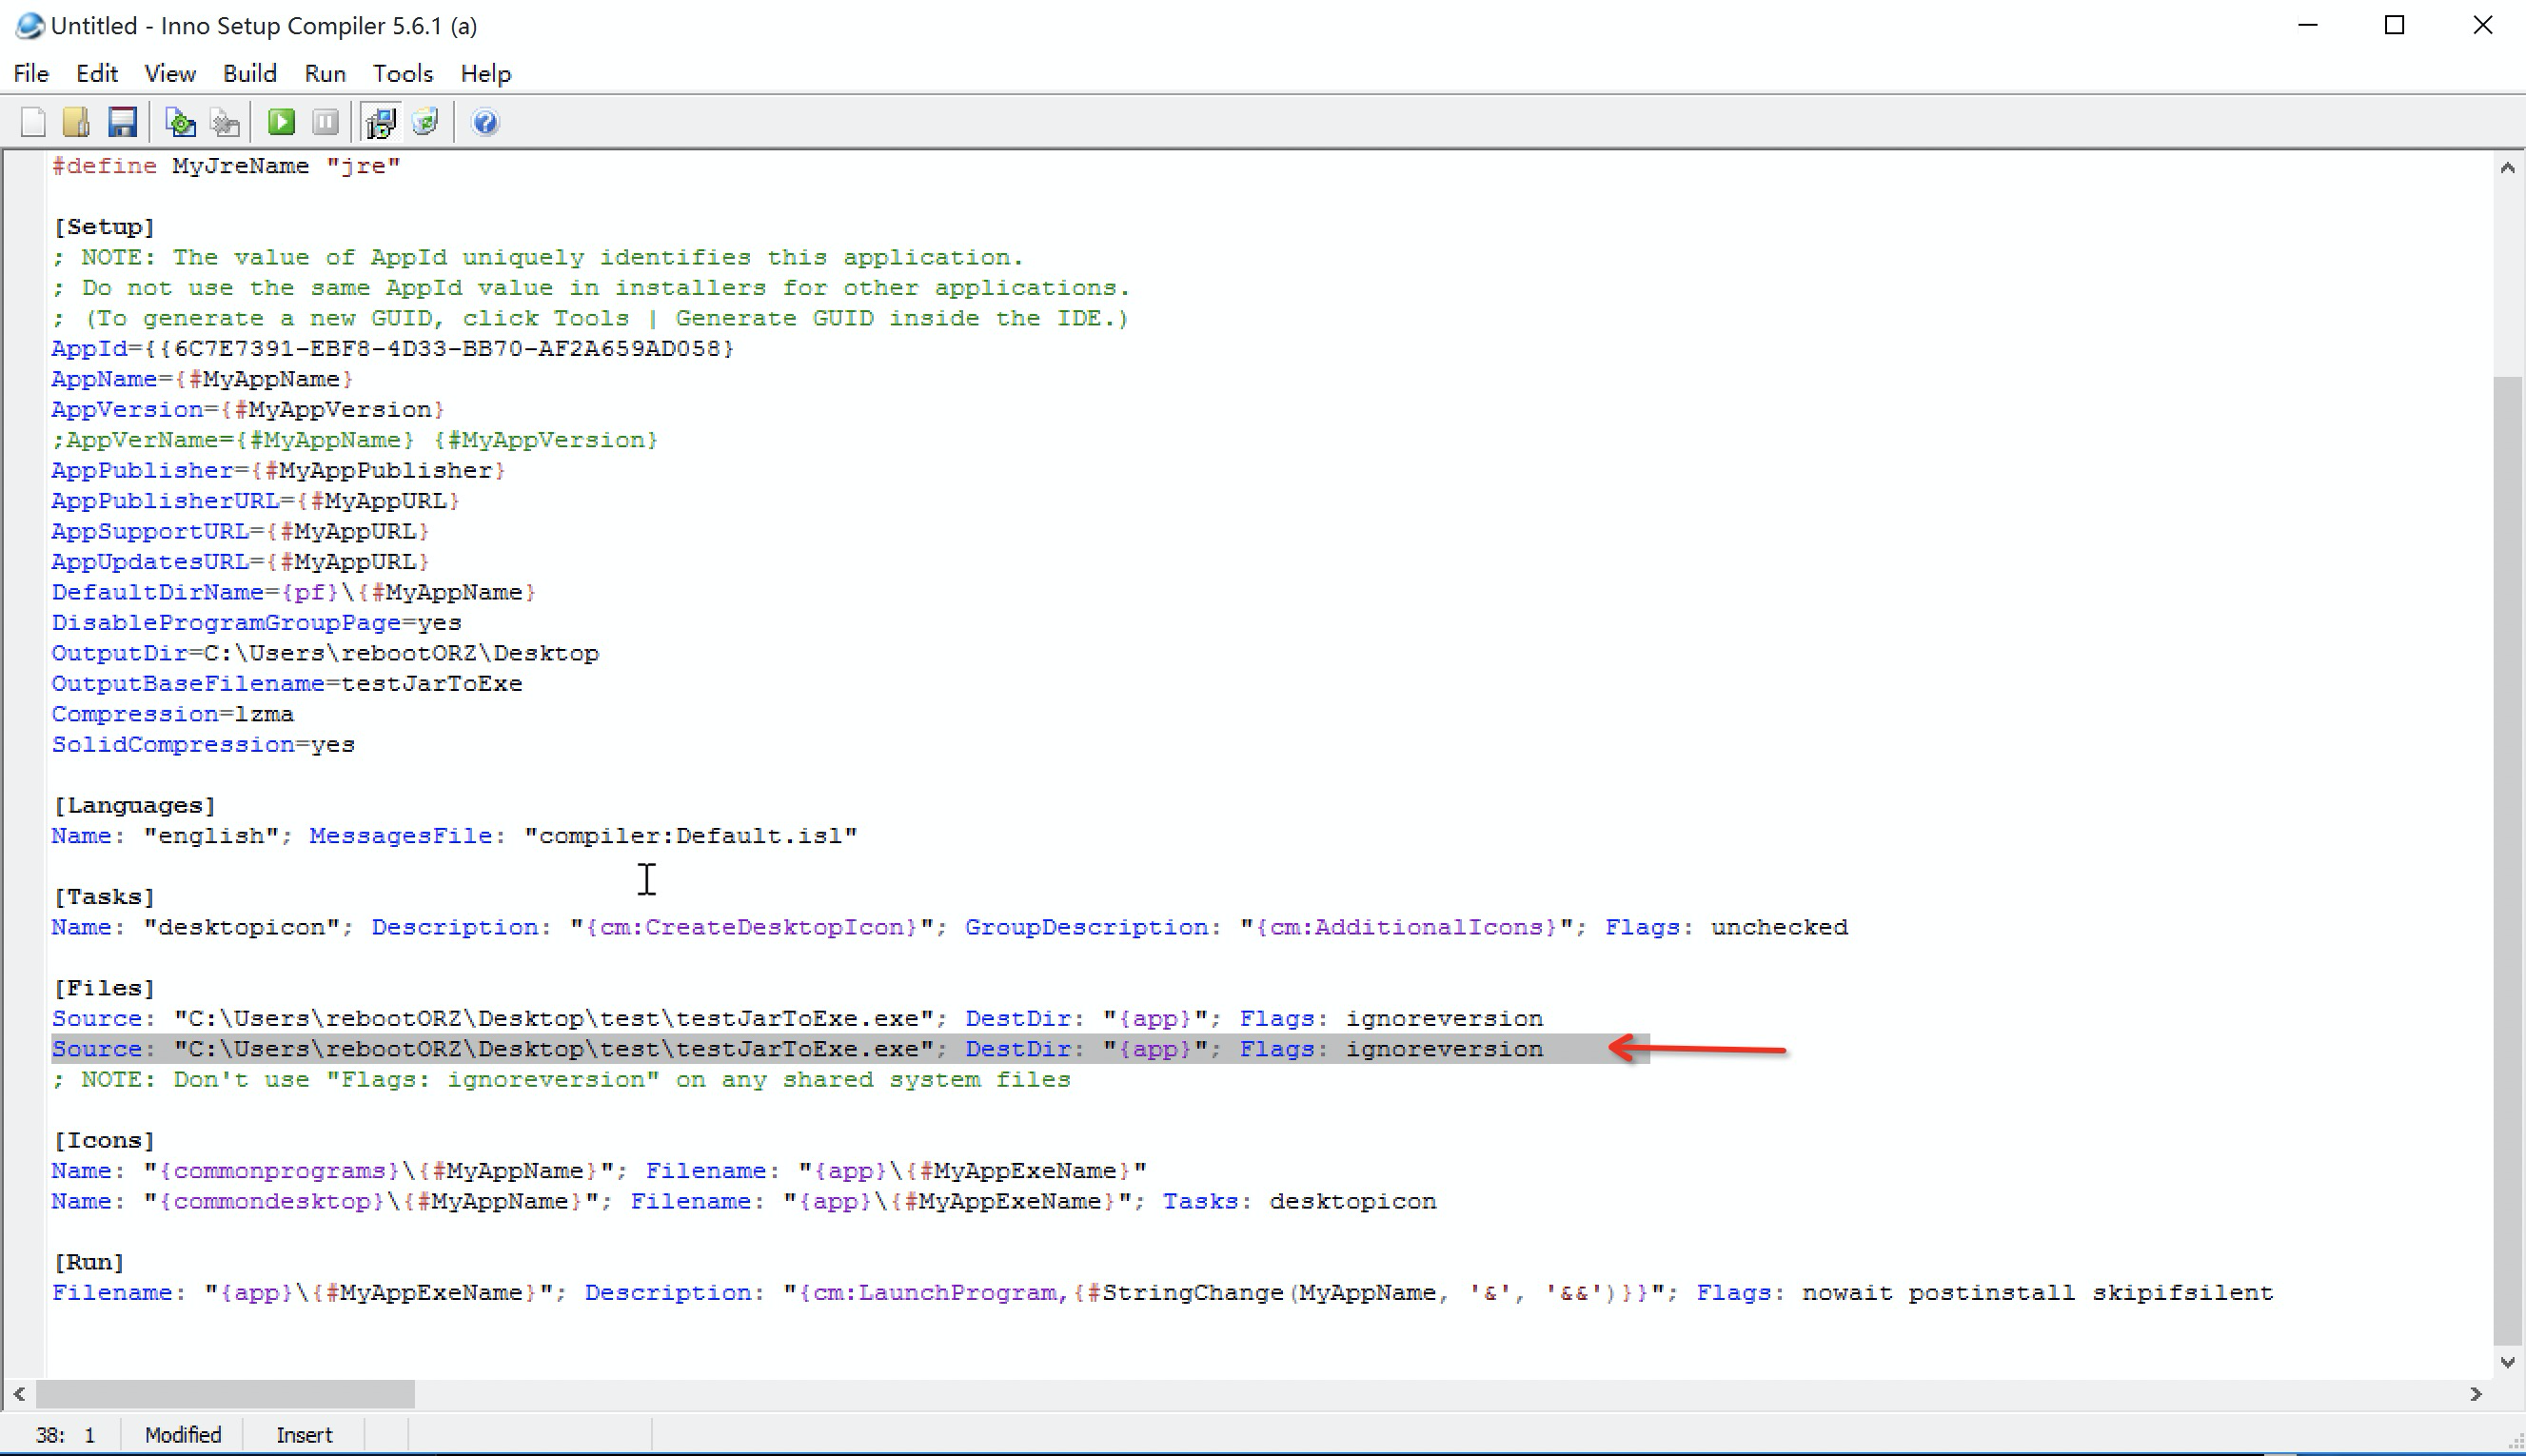 Untitled - Inno Setup Compiler 5.6.1 (a)
File Edit View Build Run Tools Help
#define MyJreName "jre"
[Setup]
; NOTE: The value of AppId uniquely identifies this application.
; Do not use the same AppId value in installers for other applications.
; (To generate a new GUID, click Tools | Generate GUID inside the IDE.)
AppId={{6C7E7391-EBF8-4D33-BB70-AF2A659AD058}
AppName={#MyAppName}
AppVersion={#MyAppVersion}
;AppVerName={#MyAppName} {#MyAppVersion}
AppPublisher={#MyAppPublisher}
AppPublisherURL={#MyAppURL}
AppSupportURL={#MyAppURL}
AppUpdatesURL={#MyAppURL}
DefaultDirName={pf}\{#MyAppName}
DisableProgramGroupPage=yes
OutputDir=C:\Users\rebootORZ\Desktop
OutputBaseFilename=testJarToExe
Compression=lzma
SolidCompression=yes
[Languages]
Name: "english"; MessagesFile: "compiler:Default.isl"
[Tasks]
Name: "desktopicon"; Description: "{cm:CreateDesktopIcon}"; GroupDescription: "{cm:AdditionalIcons}"; Flags: unchecked
[Files]
Source: "C:\Users\rebootORZ\Desktop\test\testJarToExe.exe"; DestDir: "{app}"; Flags: ignoreversion
Source: "C:\Users\rebootORZ\Desktop\test\testJarToExe.exe"; DestDir: "{app}"; Flags: ignoreversion
; NOTE: Don't use "Flags: ignoreversion" on any shared system files
[Icons]
Name: "{commonprograms}\{#MyAppName}"; Filename: "{app}\{#MyAppExeName}"
Name: "{commondesktop}\{#MyAppName}"; Filename: "{app}\{#MyAppExeName}"; Tasks: desktopicon
[Run]
Filename: "{app}\{#MyAppExeName}"; Description: "{cm:LaunchProgram,{#StringChange(MyAppName, '&', '&&')}}"; Flags: nowait postinstall skipifsilent
38: 1 Modified Insert